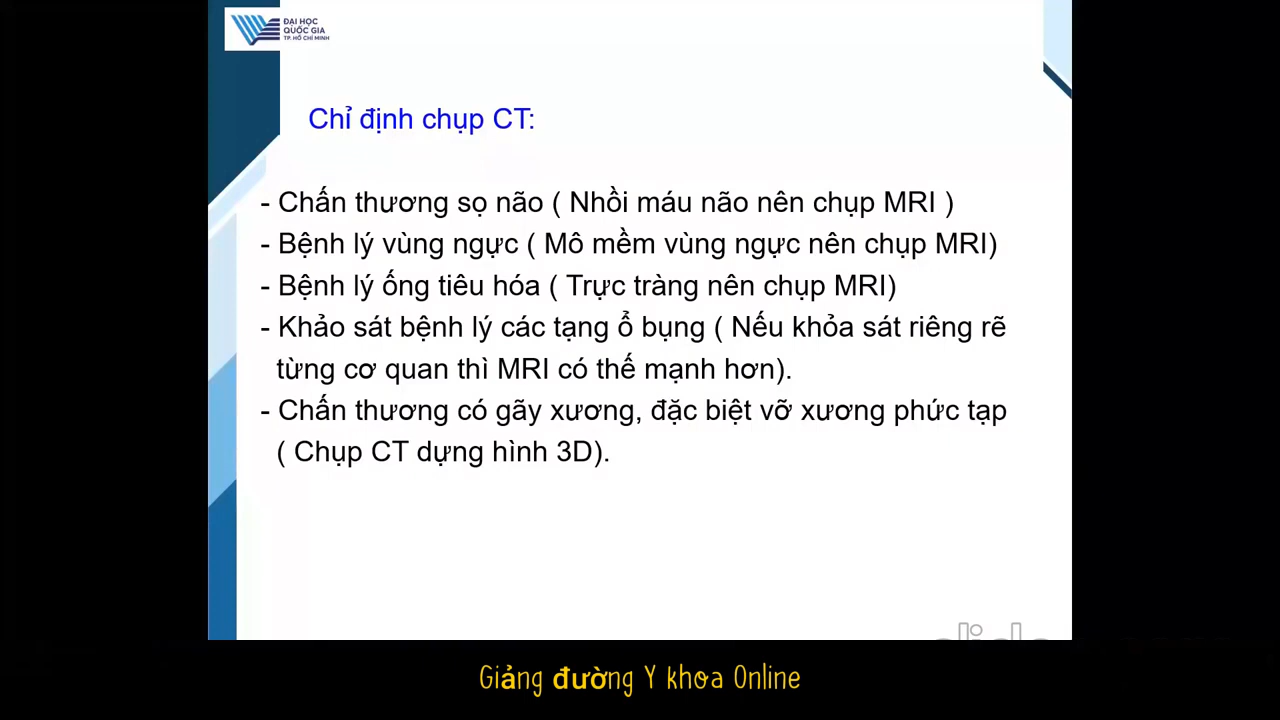 ĐẠI HỌC
QUỐC GIA
TP. HỒ CHÍ MINH
Chỉ định chụp CT:
- Chấn thương sọ não ( Nhồi máu não nên chụp MRI )
- Bệnh lý vùng ngực ( Mô mềm vùng ngực nên chụp MRI)
- Bệnh lý ống tiêu hóa ( Trực tràng nên chụp MRI)
- Khảo sát bệnh lý các tạng ổ bụng ( Nếu khỏa sát riêng rẽ
từng cơ quan thì MRI có thế mạnh hơn).
- Chấn thương có gãy xương, đặc biệt vỡ xương phức tạp
( Chụp CT dựng hình 3D).
Giảng đường Y khoa Online